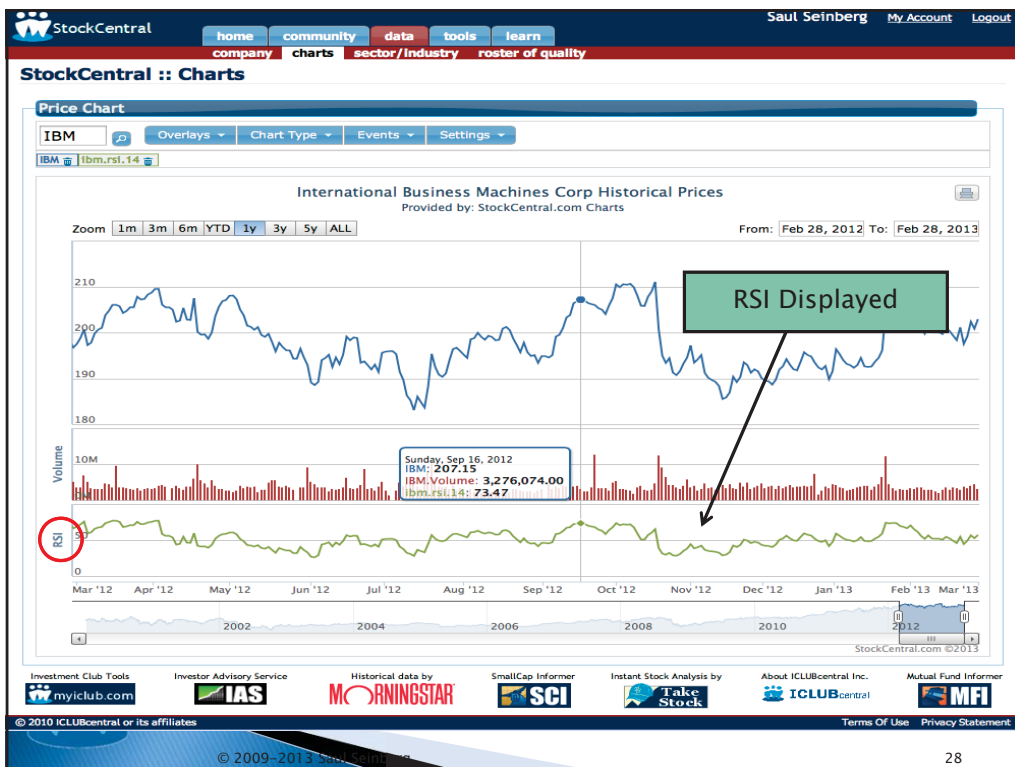 StockCentral
Saul Seinberg My Account Logout
home community data tools learn
company charts sector/industry roster of quality
StockCentral :: Charts
Price Chart
IBM Overlays Chart Type Events Settings
IBM ibm.rsi.14
International Business Machines Corp Historical Prices
Provided by: StockCentral.com Charts
Zoom 1m 3m 6m YTD 1y 3y 5y ALL From: Feb 28, 2012 To: Feb 28, 2013
210
RSI Displayed
200
190
180
Volume
10M
0M
Sunday, Sep 16, 2012
IBM: 207.15
IBM.Volume: 3,276,074.00
ibm.rsi.14: 73.47
RSI
50
0
Mar '12 Apr '12 May '12 Jun '12 Jul '12 Aug '12 Sep '12 Oct '12 Nov '12 Dec '12 Jan '13 Feb '13 Mar '13
2002 2004 2006 2008 2010 2012
StockCentral.com ©2013
Investment Club Tools Investor Advisory Service Historical data by SmallCap Informer Instant Stock Analysis by About ICLUBcentral Inc. Mutual Fund Informer
myiclub.com IAS MORNINGSTAR SCI Take Stock ICLUBcentral MFI
© 2010 ICLUBcentral or its affiliates Terms Of Use Privacy Statement
© 2009-2013 Saul Seinberg 28